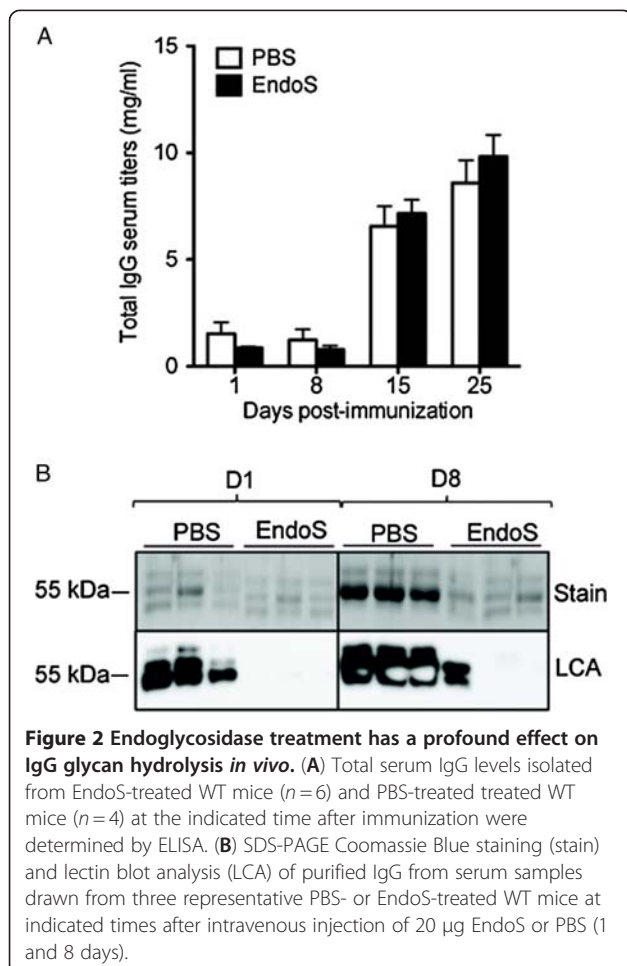 A
15
PBS
EndoS
10
5
0
Total IgG serum titers (mg/ml)
1 8 15 25
Days post-immunization
B
D1 D8
PBS EndoS PBS EndoS
55 kDa— Stain
55 kDa— LCA
Figure 2 Endoglycosidase treatment has a profound effect on
IgG glycan hydrolysis in vivo. (A) Total serum IgG levels isolated
from EndoS-treated WT mice (n = 6) and PBS-treated treated WT
mice (n = 4) at the indicated time after immunization were
determined by ELISA. (B) SDS-PAGE Coomassie Blue staining (stain)
and lectin blot analysis (LCA) of purified IgG from serum samples
drawn from three representative PBS- or EndoS-treated WT mice at
indicated times after intravenous injection of 20 μg EndoS or PBS (1
and 8 days).